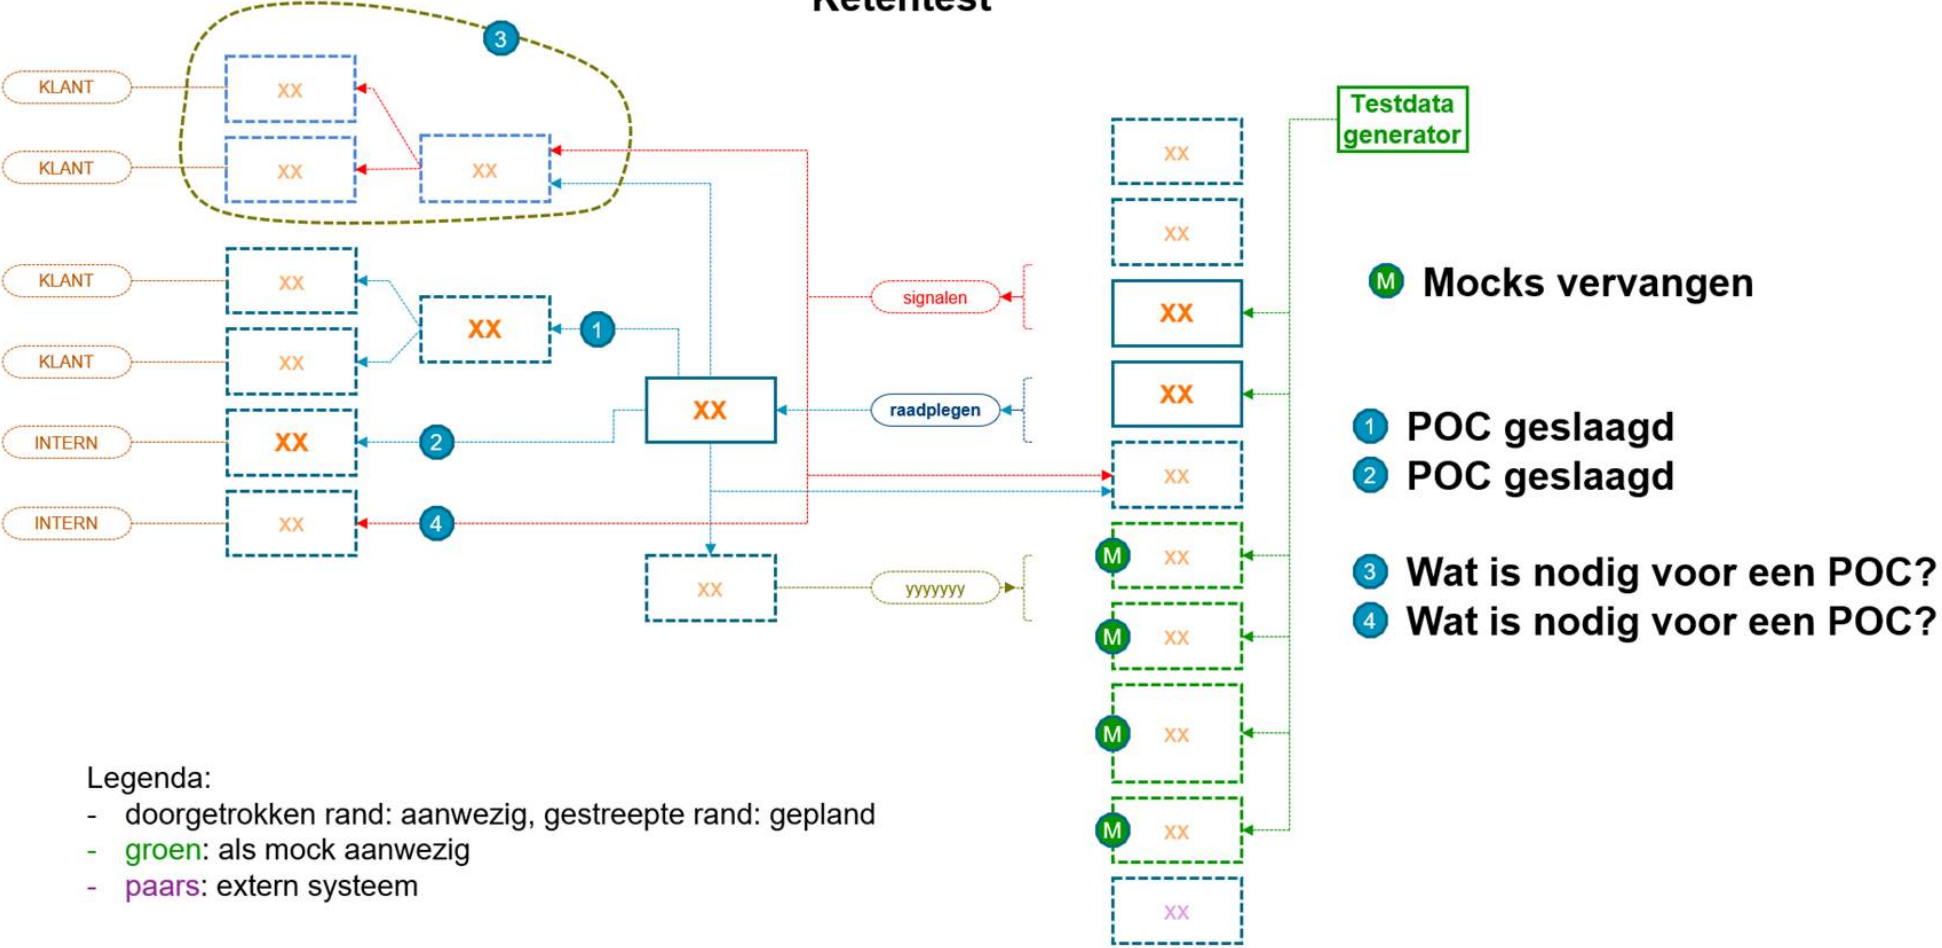 Ketentest
3
KLANT
xx
KLANT
xx
xx
KLANT
xx
KLANT
xx
XX
1
INTERN
XX
2
INTERN
xx
4
XX
xx
signalen
raadplegen
yyyyyyy
xx
xx
XX
XX
xx
M xx
M xx
M xx
M xx
xx
Testdata
generator
M Mocks vervangen
1 POC geslaagd
2 POC geslaagd
3 Wat is nodig voor een POC?
4 Wat is nodig voor een POC?
Legenda:
- doorgetrokken rand: aanwezig, gestreepte rand: gepland
- groen: als mock aanwezig
- paars: extern systeem